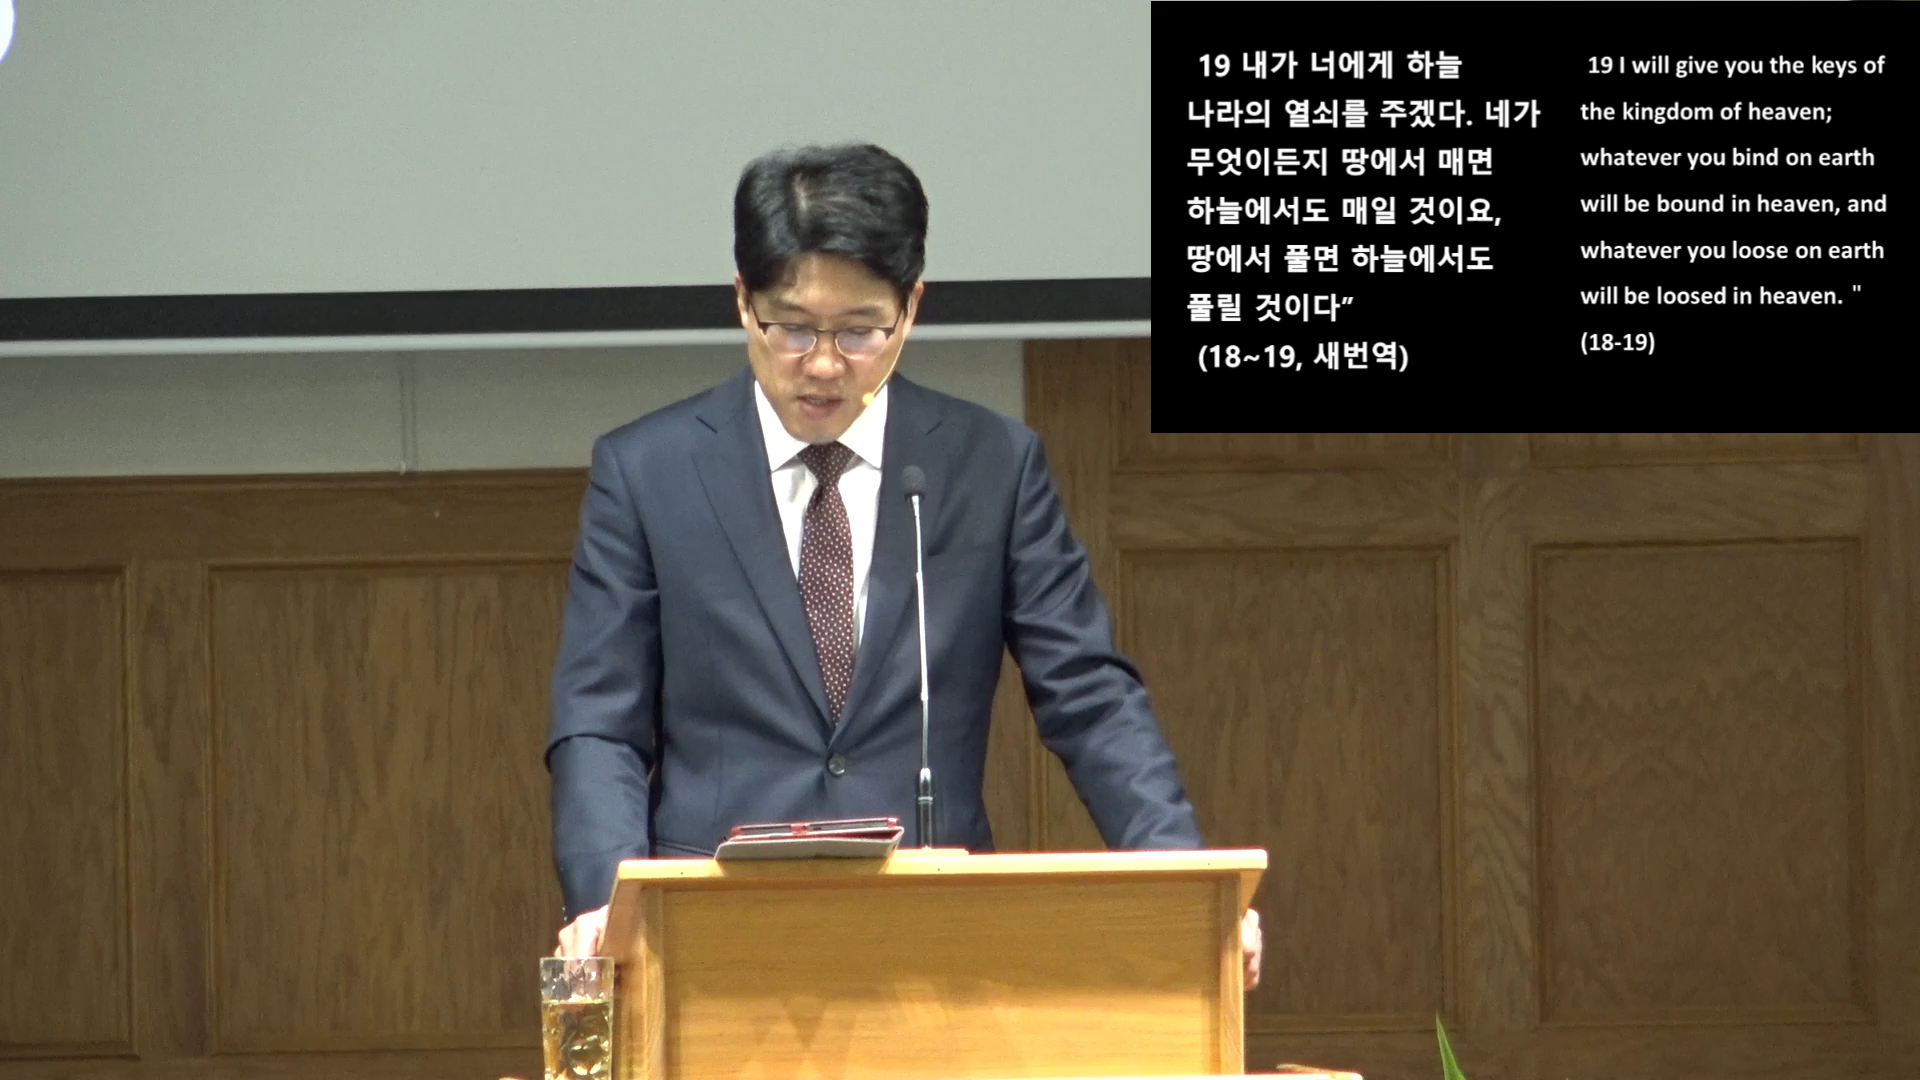 19 내가 너에게 하늘
나라의 열쇠를 주겠다. 네가
무엇이든지 땅에서 매면
하늘에서도 매일 것이요,
땅에서 풀면 하늘에서도
풀릴 것이다”
(18~19, 새번역)
19 I will give you the keys of
the kingdom of heaven;
whatever you bind on earth
will be bound in heaven, and
whatever you loose on earth
will be loosed in heaven. "
(18-19)